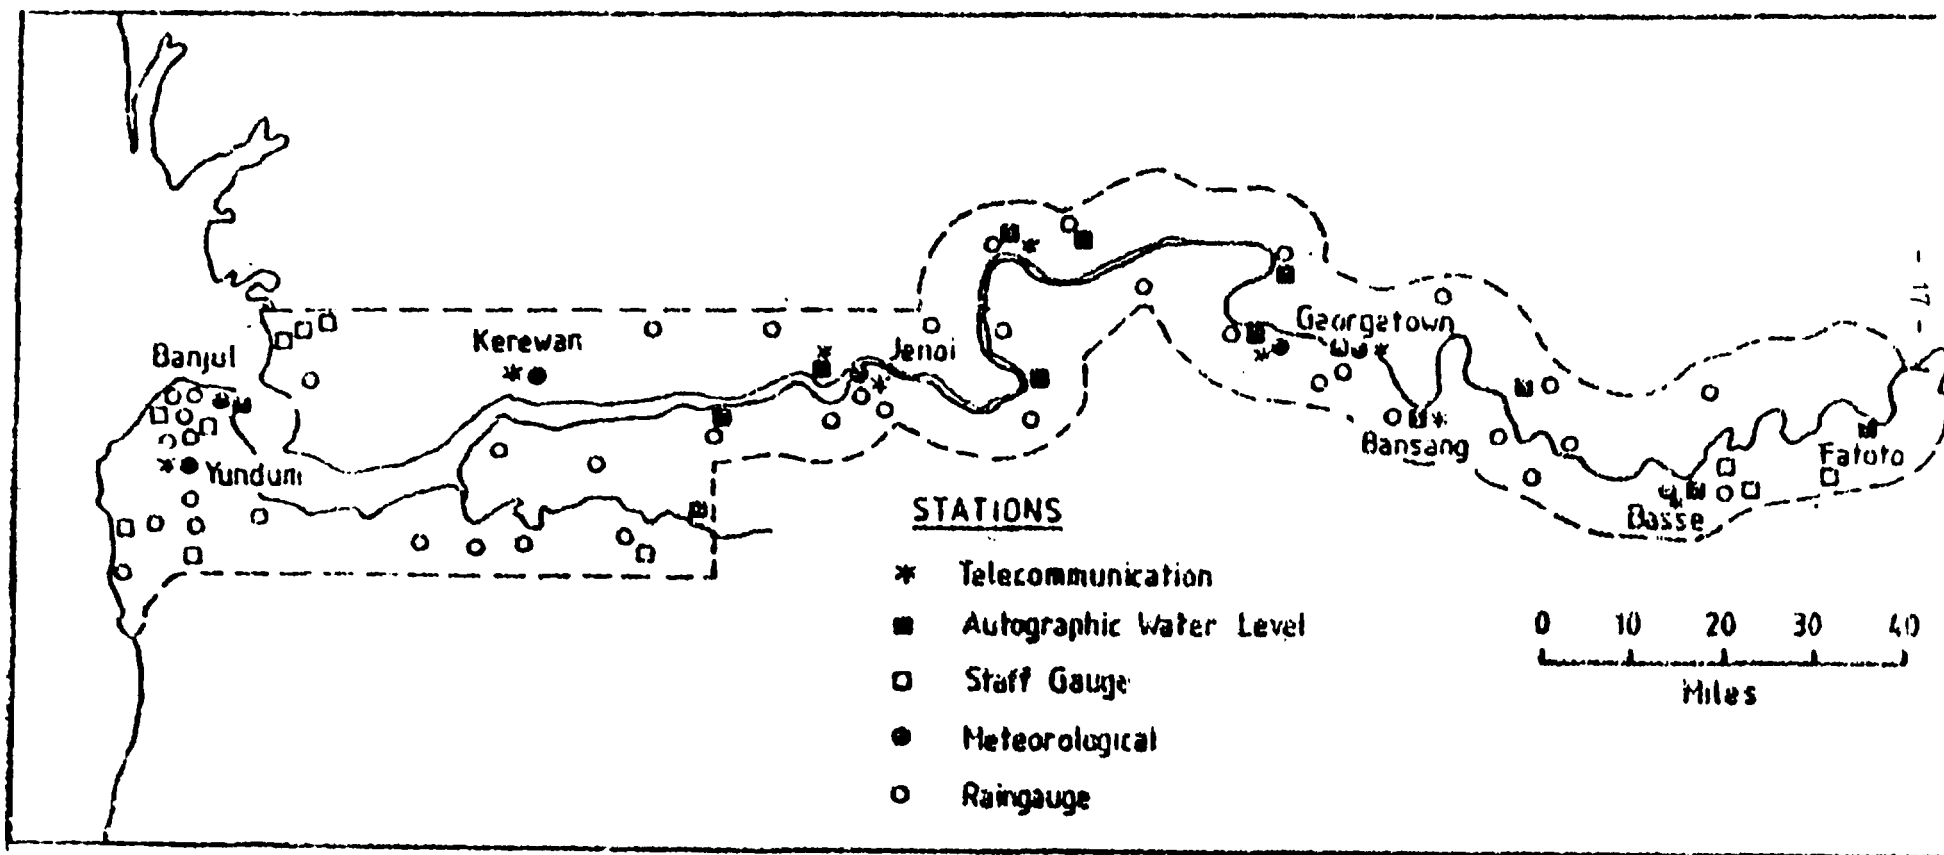 Banjul
Kerewan
Jenoi
Georgetown
Yundum
Bansang
Fatoto
Basse
STATIONS
Telecommunication
Autographic Water Level
Staff Gauge
Meteorological
Raingauge
0 10 20 30 40
Miles
- 17 -